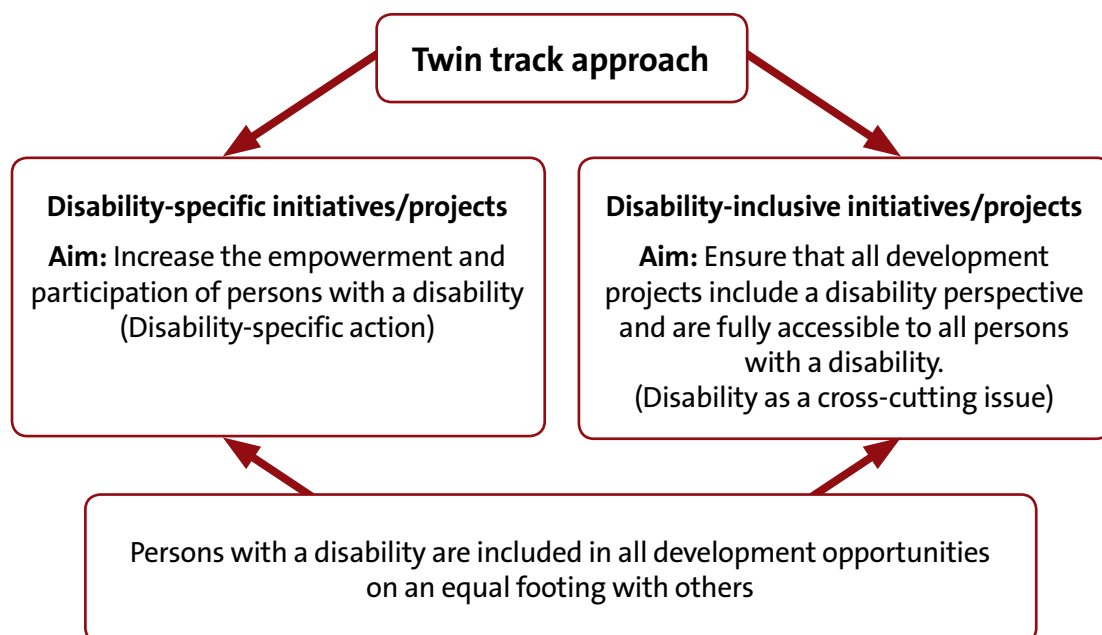 Twin track approach
Disability-specific initiatives/projects
Aim: Increase the empowerment and
participation of persons with a disability
(Disability-specific action)
Disability-inclusive initiatives/projects
Aim: Ensure that all development
projects include a disability perspective
and are fully accessible to all persons
with a disability.
(Disability as a cross-cutting issue)
Persons with a disability are included in all development opportunities
on an equal footing with others